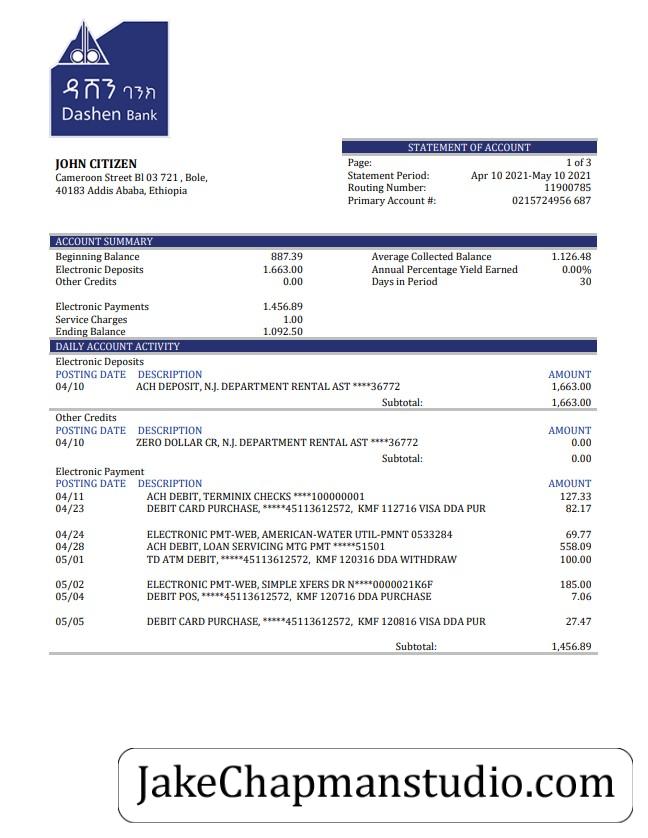 ዳሸን ባንክ
Dashen Bank
STATEMENT OF ACCOUNT
JOHN CITIZEN
Cameroon Street Bl 03 721 , Bole,
40183 Addis Ababa, Ethiopia
Page: 1 of 3
Statement Period: Apr 10 2021-May 10 2021
Routing Number: 11900785
Primary Account #: 0215724956 687
ACCOUNT SUMMARY
Beginning Balance 887.39 Average Collected Balance 1.126.48
Electronic Deposits 1.663.00 Annual Percentage Yield Earned 0.00%
Other Credits 0.00 Days in Period 30
Electronic Payments 1.456.89
Service Charges 1.00
Ending Balance 1.092.50
DAILY ACCOUNT ACTIVITY
Electronic Deposits
POSTING DATE DESCRIPTION AMOUNT
04/10 ACH DEPOSIT, N.J. DEPARTMENT RENTAL AST ****36772 1,663.00
Subtotal: 1,663.00
Other Credits
POSTING DATE DESCRIPTION AMOUNT
04/10 ZERO DOLLAR CR, N.J. DEPARTMENT RENTAL AST ****36772 0.00
Subtotal: 0.00
Electronic Payment
POSTING DATE DESCRIPTION AMOUNT
04/11 ACH DEBIT, TERMINIX CHECKS ****100000001 127.33
04/23 DEBIT CARD PURCHASE, *****45113612572, KMF 112716 VISA DDA PUR 82.17
04/24 ELECTRONIC PMT-WEB, AMERICAN-WATER UTIL-PMNT 0533284 69.77
04/28 ACH DEBIT, LOAN SERVICING MTG PMT *****51501 558.09
05/01 TD ATM DEBIT, *****45113612572, KMF 120316 DDA WITHDRAW 100.00
05/02 ELECTRONIC PMT-WEB, SIMPLE XFERS DR N****0000021K6F 185.00
05/04 DEBIT POS, *****45113612572, KMF 120716 DDA PURCHASE 7.06
05/05 DEBIT CARD PURCHASE, *****45113612572, KMF 120816 VISA DDA PUR 27.47
Subtotal: 1,456.89
JakeChapmanstudio.com